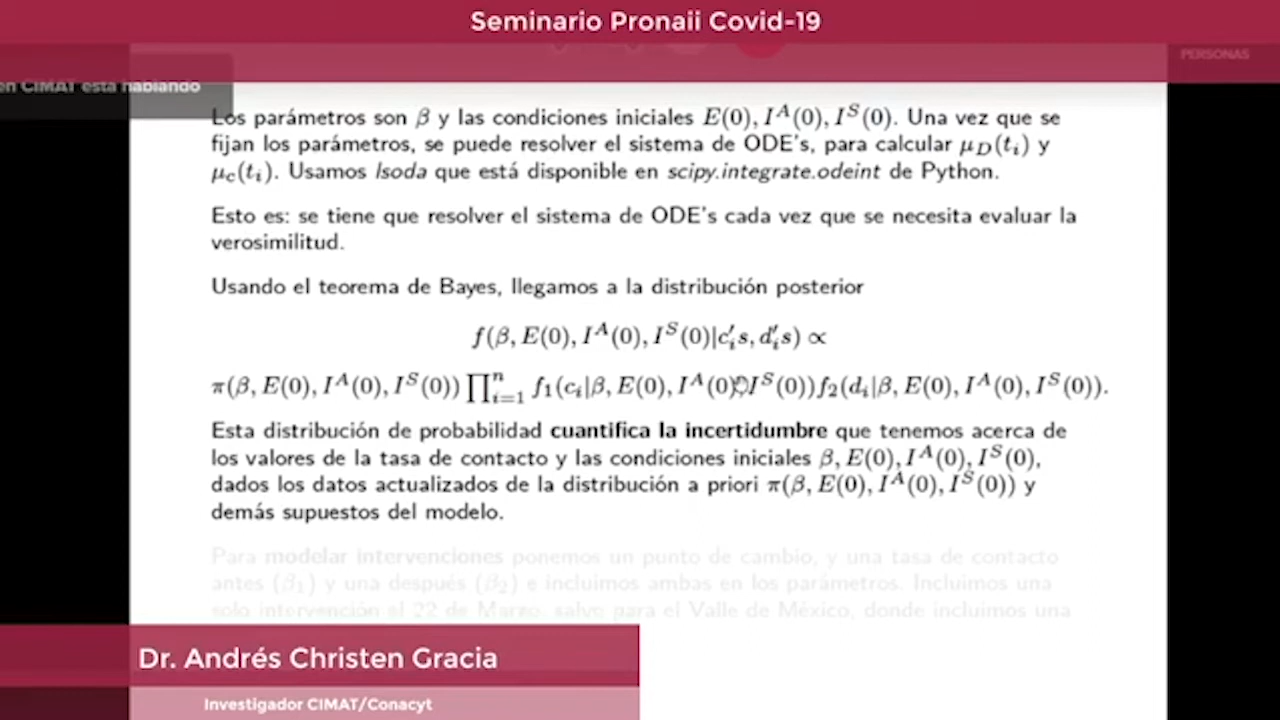 Seminario Pronaii Covid-19
PERSONAS
en CIMAT está hablando
Los parámetros son β y las condiciones iniciales E(0), I^A(0), I^S(0). Una vez que se
fijan los parámetros, se puede resolver el sistema de ODE's, para calcular μ_D(t_i) y
μ_c(t_i). Usamos lsoda que está disponible en scipy.integrate.odeint de Python.
Esto es: se tiene que resolver el sistema de ODE's cada vez que se necesita evaluar la
verosimilitud.
Usando el teorema de Bayes, llegamos a la distribución posterior
f(β, E(0), I^A(0), I^S(0)|c_i's, d_i's) ∝
π(β, E(0), I^A(0), I^S(0)) ∏_{i=1}^n f_1(c_i|β, E(0), I^A(0), I^S(0)) f_2(d_i|β, E(0), I^A(0), I^S(0)).
Esta distribución de probabilidad cuantifica la incertidumbre que tenemos acerca de
los valores de la tasa de contacto y las condiciones iniciales β, E(0), I^A(0), I^S(0),
dados los datos actualizados de la distribución a priori π(β, E(0), I^A(0), I^S(0)) y
demás supuestos del modelo.
Para modelar intervenciones ponemos un punto de cambio, y una tasa de contacto
antes (β_1) y una después (β_2) e incluimos ambas en los parámetros. Incluimos una
solo intervención el 22 de Marzo, salvo para el Valle de México, donde incluimos una
Dr. Andrés Christen Gracia
Investigador CIMAT/Conacyt